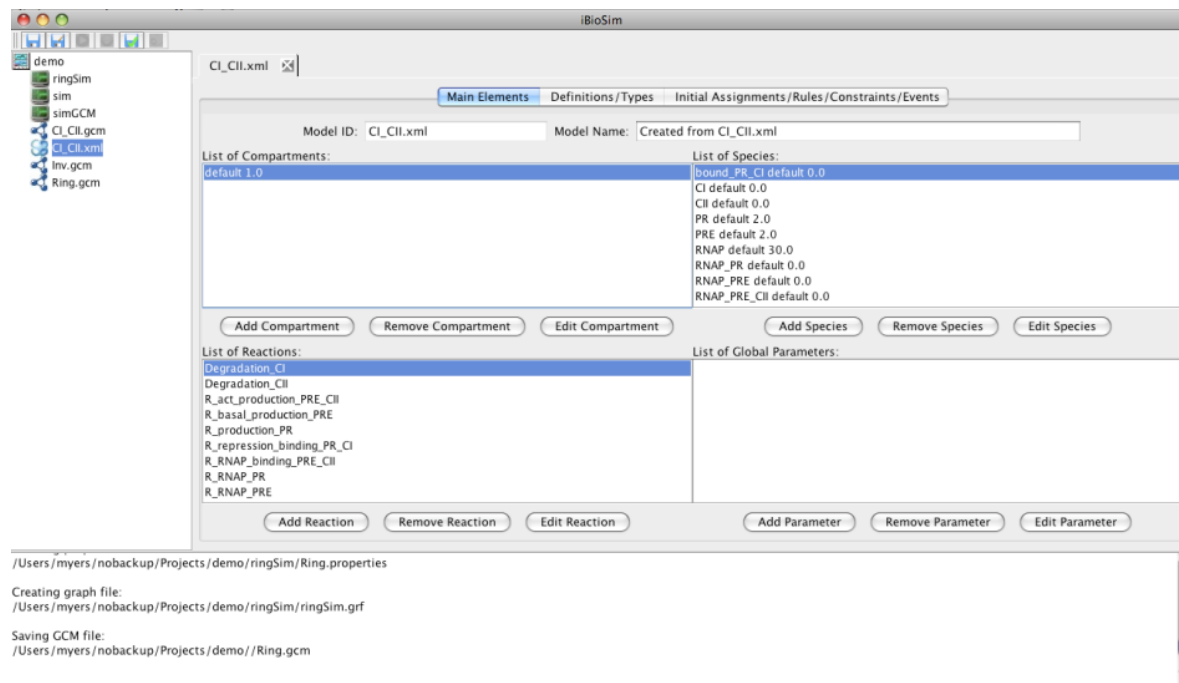 iBioSim
demo
ringSim
sim
simGCM
CI_CII.gcm
CI_CII.xml
Inv.gcm
Ring.gcm
CI_CII.xml
Main Elements Definitions/Types Initial Assignments/Rules/Constraints/Events
Model ID: CI_CII.xml Model Name: Created from CI_CII.xml
List of Compartments:
default 1.0
Add Compartment Remove Compartment Edit Compartment
List of Species:
bound_PR_CI default 0.0
CI default 0.0
CII default 0.0
PR default 2.0
PRE default 2.0
RNAP default 30.0
RNAP_PR default 0.0
RNAP_PRE default 0.0
RNAP_PRE_CII default 0.0
Add Species Remove Species Edit Species
List of Reactions:
Degradation_CI
Degradation_CII
R_act_production_PRE_CII
R_basal_production_PRE
R_production_PR
R_repression_binding_PR_CI
R_RNAP_binding_PRE_CII
R_RNAP_PR
R_RNAP_PRE
Add Reaction Remove Reaction Edit Reaction
List of Global Parameters:
Add Parameter Remove Parameter Edit Parameter
/Users/myers/nobackup/Projects/demo/ringSim/Ring.properties
Creating graph file:
/Users/myers/nobackup/Projects/demo/ringSim/ringSim.grf
Saving GCM file:
/Users/myers/nobackup/Projects/demo//Ring.gcm